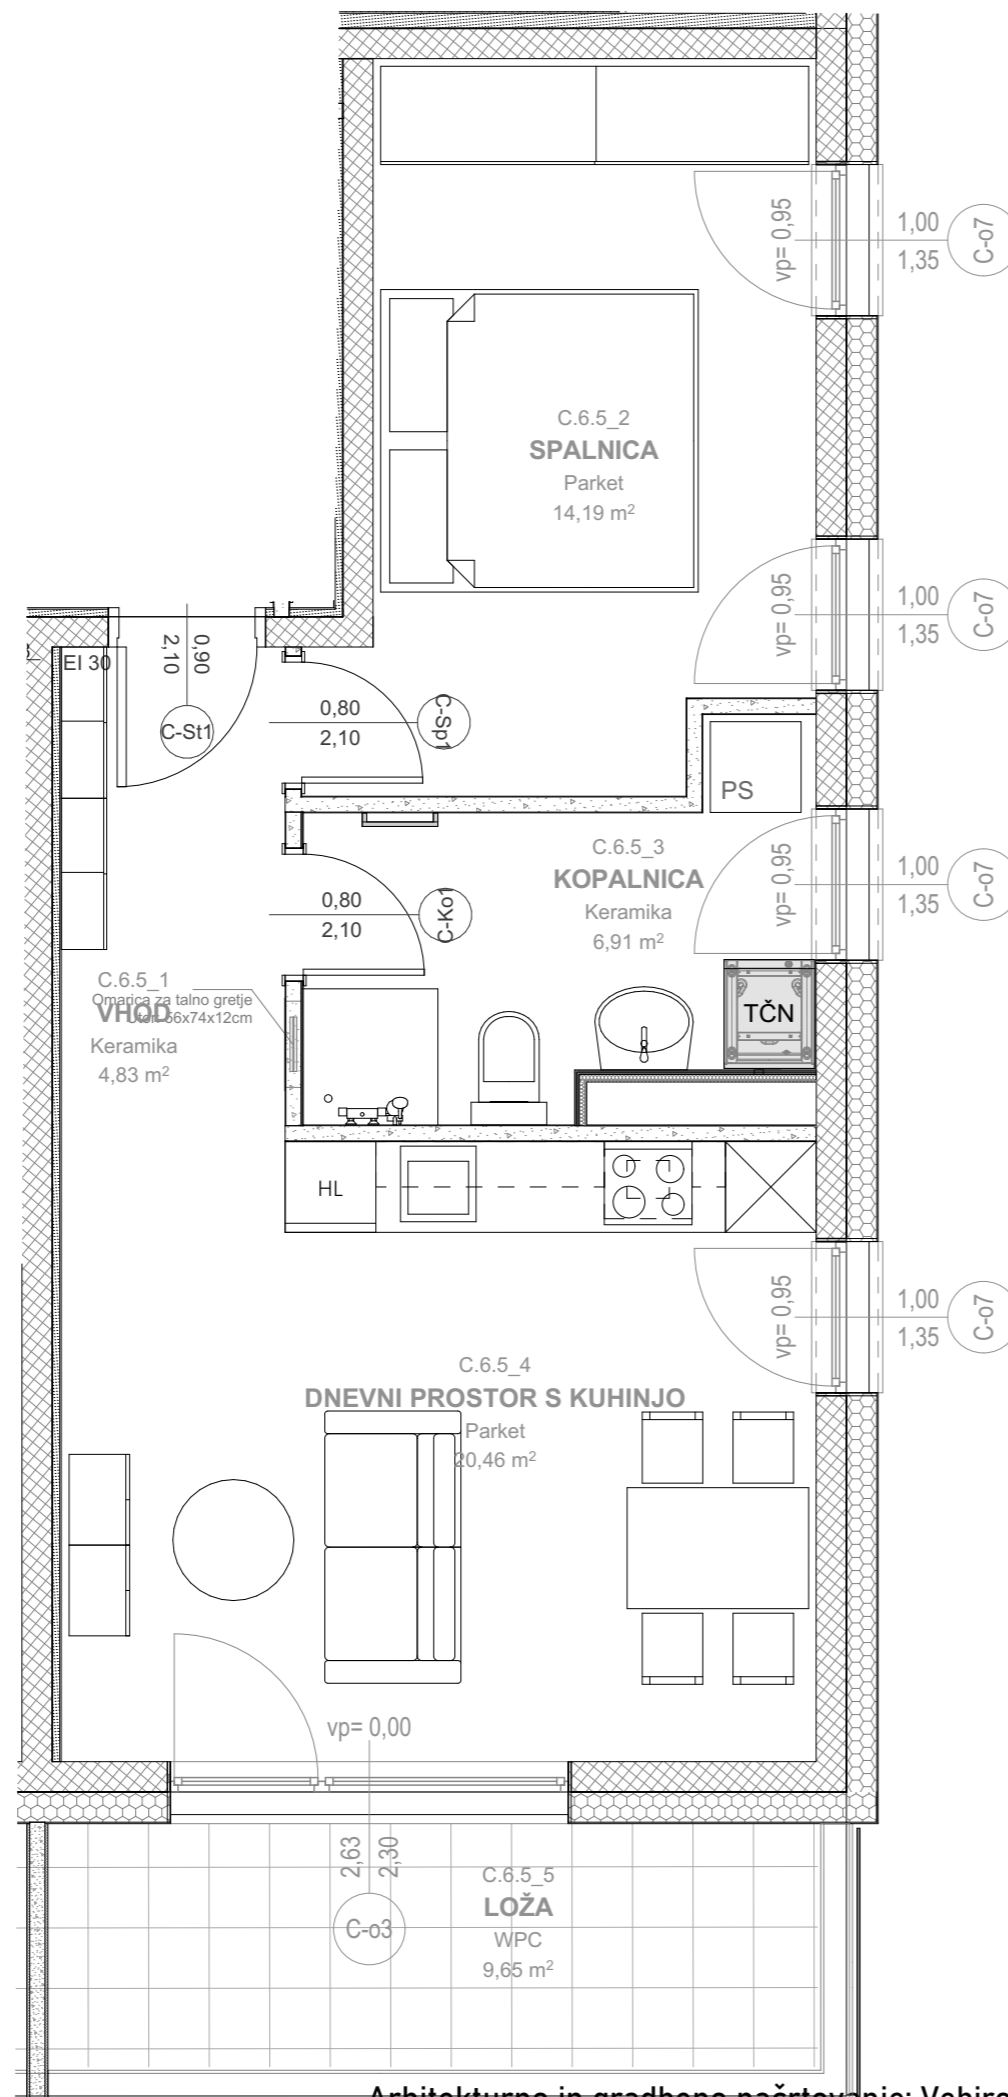 vp= 0,95
1,00
1,35
C-o7
C.6.5_2
SPALNICA
Parket
14,19 m²
vp= 0,95
1,00
1,35
C-o7
EI 30
0,90
2,10
C-St1
0,80
2,10
C-Sp1
PS
C.6.5_3
KOPALNICA
Keramika
6,91 m²
vp= 0,95
1,00
1,35
C-o7
0,80
2,10
C-Ko1
C.6.5_1
Omarica za talno gretje
VHOD
66x74x12cm
Keramika
4,83 m²
TČN
HL
vp= 0,95
1,00
1,35
C-o7
C.6.5_4
DNEVNI PROSTOR S KUHINJO
Parket
20,46 m²
vp= 0,00
2,63
2,30
C-o3
C.6.5_5
LOŽA
WPC
9,65 m²
Arhitekturno in gradbeno načrtovanje: